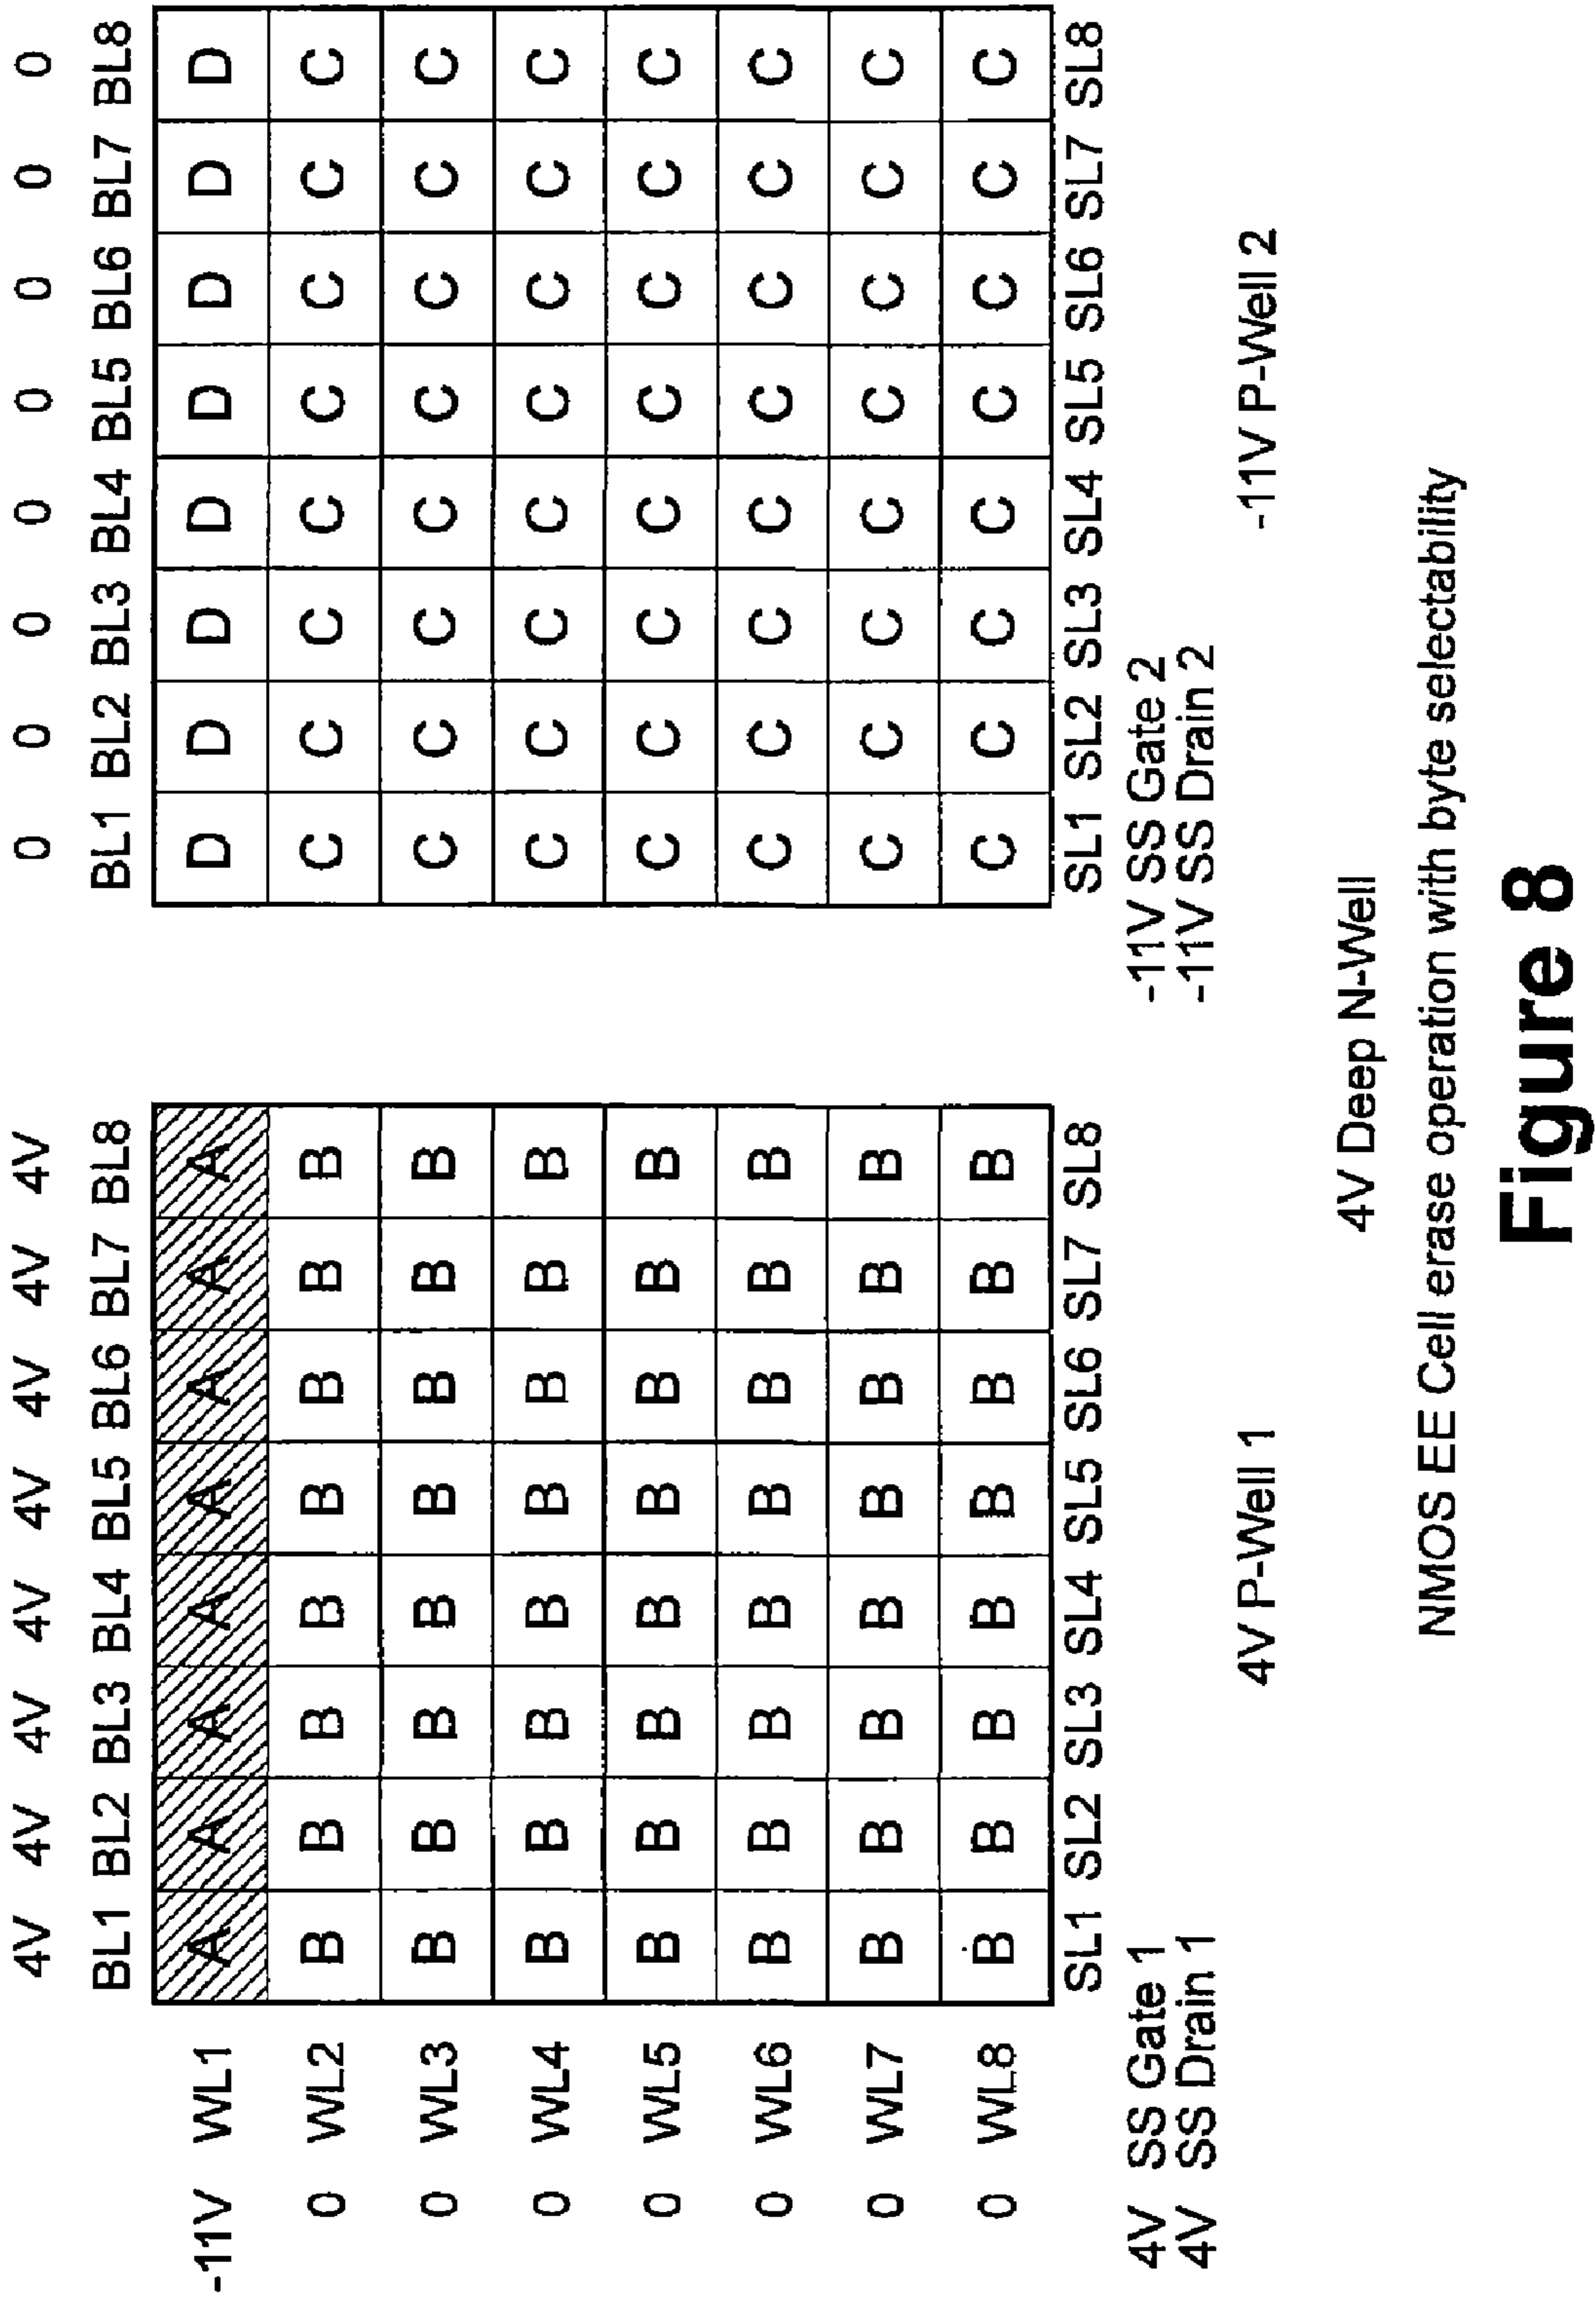 4V 4V 4V 4V 4V 4V 4V 4V 0 0 0 0 0 0 0 0
BL1 BL2 BL3 BL4 BL5 BL6 BL7 BL8 BL1 BL2 BL3 BL4 BL5 BL6 BL7 BL8
-11V WL1 A A A A A A A A D D D D D D D D
0 WL2 B B B B B B B B C C C C C C C C
0 WL3 B B B B B B B B C C C C C C C C
0 WL4 B B B B B B B B C C C C C C C C
0 WL5 B B B B B B B B C C C C C C C C
0 WL6 B B B B B B B B C C C C C C C C
0 WL7 B B B B B B B B C C C C C C C C
0 WL8 B B B B B B B B C C C C C C C C
SL1 SL2 SL3 SL4 SL5 SL6 SL7 SL8 SL1 SL2 SL3 SL4 SL5 SL6 SL7 SL8
4V SS Gate 1 -11V SS Gate 2
4V SS Drain 1 -11V SS Drain 2
4V P-Well 1 -11V P-Well 2
4V Deep N-Well
NMOS EE Cell erase operation with byte selectability
Figure 8